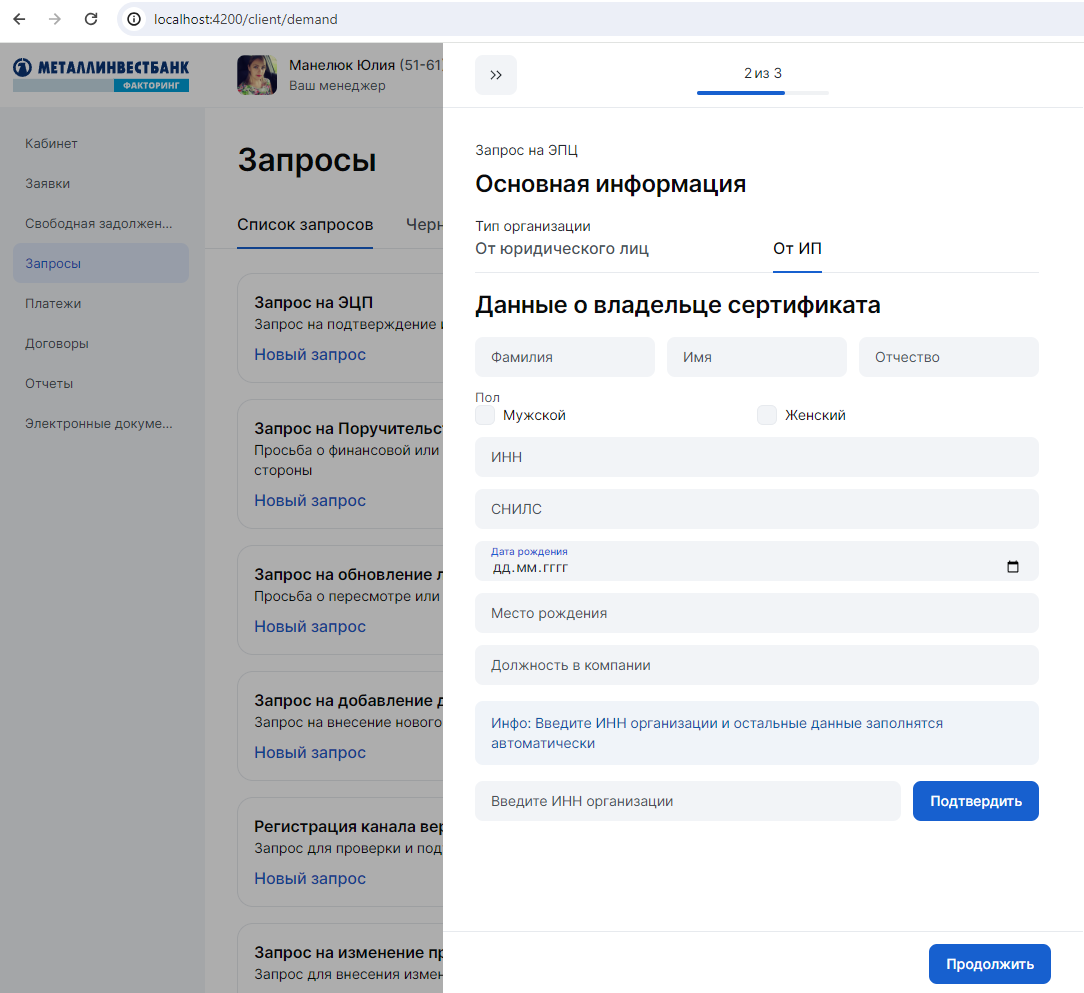 localhost:4200/client/demand
МЕТАЛЛИНВЕСТБАНК
ФАКТОРИНГ
Манелюк Юлия (51-61)
Ваш менеджер
2 из 3
Кабинет
Заявки
Свободная задолжен...
Запросы
Платежи
Договоры
Отчеты
Электронные докуме...
Запросы
Список запросов
Черн
Запрос на ЭЦП
Запрос на подтверждение и
Новый запрос
Запрос на Поручительст
Просьба о финансовой или
стороны
Новый запрос
Запрос на обновление л
Просьба о пересмотре или
Новый запрос
Запрос на добавление д
Запрос на внесение нового
Новый запрос
Регистрация канала вер
Запрос для проверки и под
Новый запрос
Запрос на изменение пр
Запрос для внесения измен
Запрос на ЭПЦ
Основная информация
Тип организации
От юридического лиц
От ИП
Данные о владельце сертификата
Фамилия
Имя
Отчество
Пол
Мужской
Женский
ИНН
СНИЛС
Дата рождения
дд.мм.гггг
Место рождения
Должность в компании
Инфо: Введите ИНН организации и остальные данные заполнятся
автоматически
Введите ИНН организации
Подтвердить
Продолжить